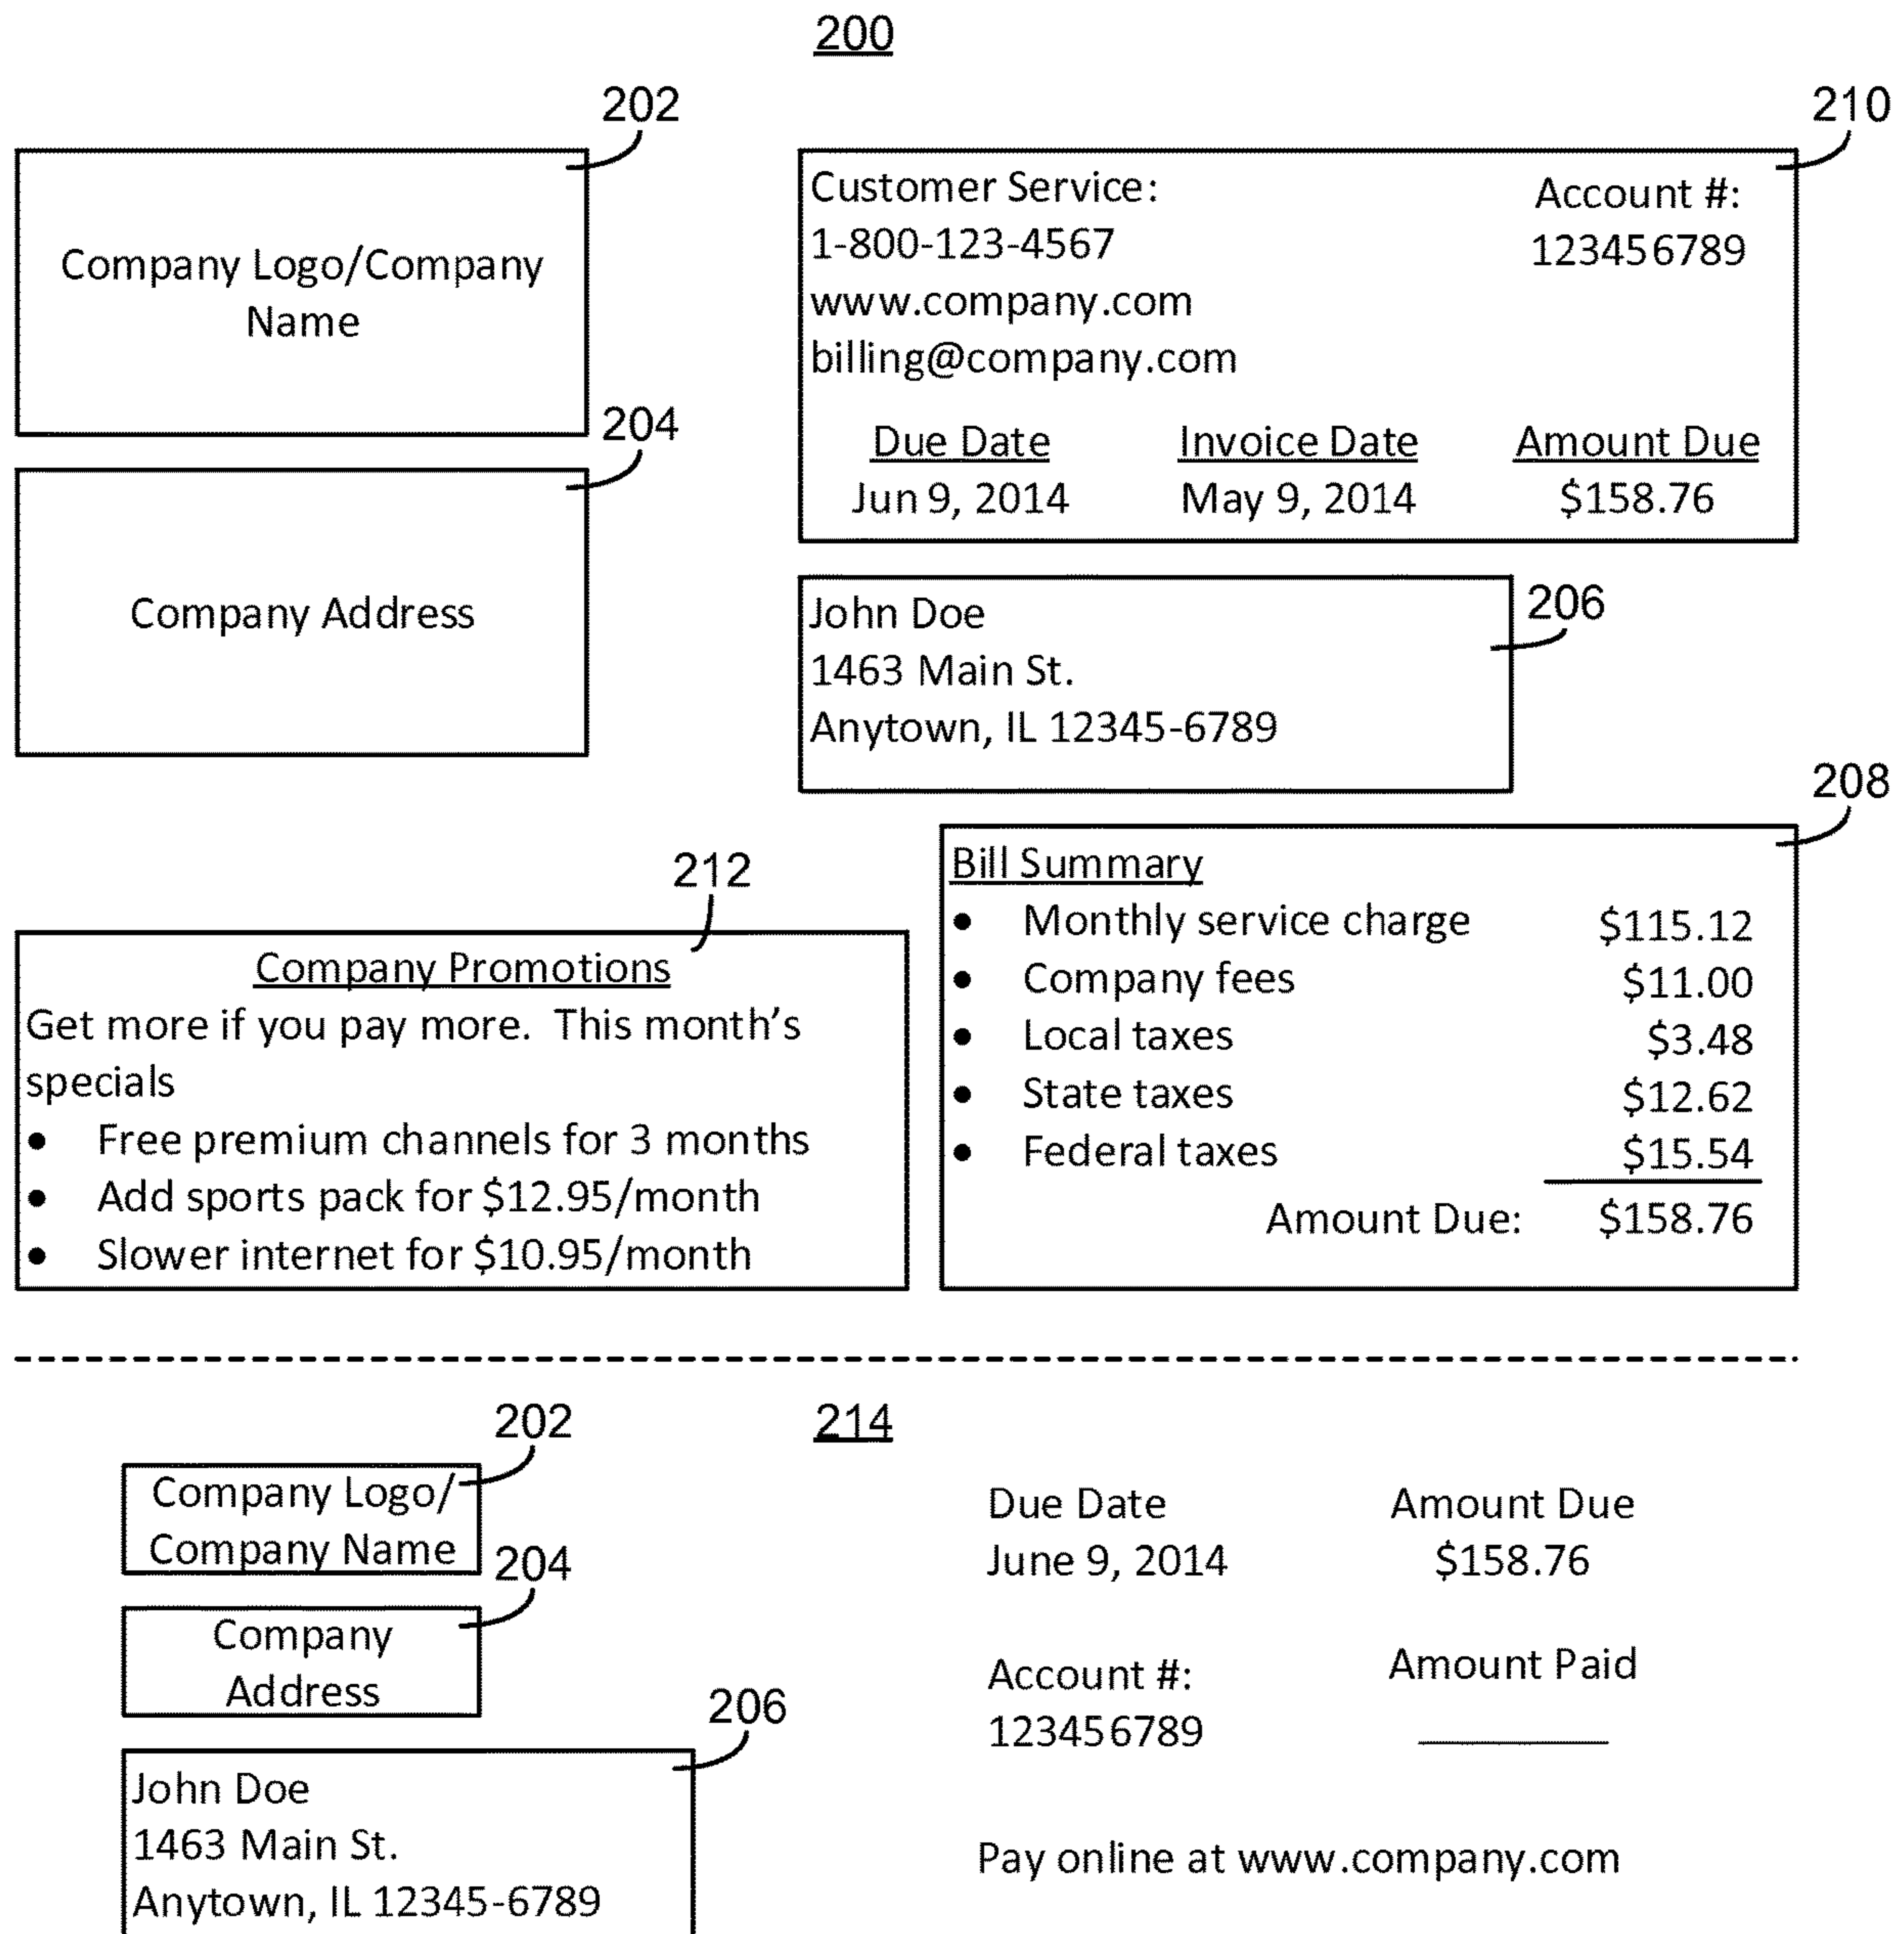 200
202
Company Logo/Company
Name
204
Company Address
210
Customer Service:
1-800-123-4567
www.company.com
billing@company.com
Account #:
123456789
Due Date Invoice Date Amount Due
Jun 9, 2014 May 9, 2014 $158.76
206
John Doe
1463 Main St.
Anytown, IL 12345-6789
212
Company Promotions
Get more if you pay more. This month's
specials
• Free premium channels for 3 months
• Add sports pack for $12.95/month
• Slower internet for $10.95/month
208
Bill Summary
• Monthly service charge $115.12
• Company fees $11.00
• Local taxes $3.48
• State taxes $12.62
• Federal taxes $15.54
Amount Due: $158.76
214
202
Company Logo/
Company Name
204
Company
Address
206
John Doe
1463 Main St.
Anytown, IL 12345-6789
Due Date Amount Due
June 9, 2014 $158.76
Account #: Amount Paid
123456789
Pay online at www.company.com